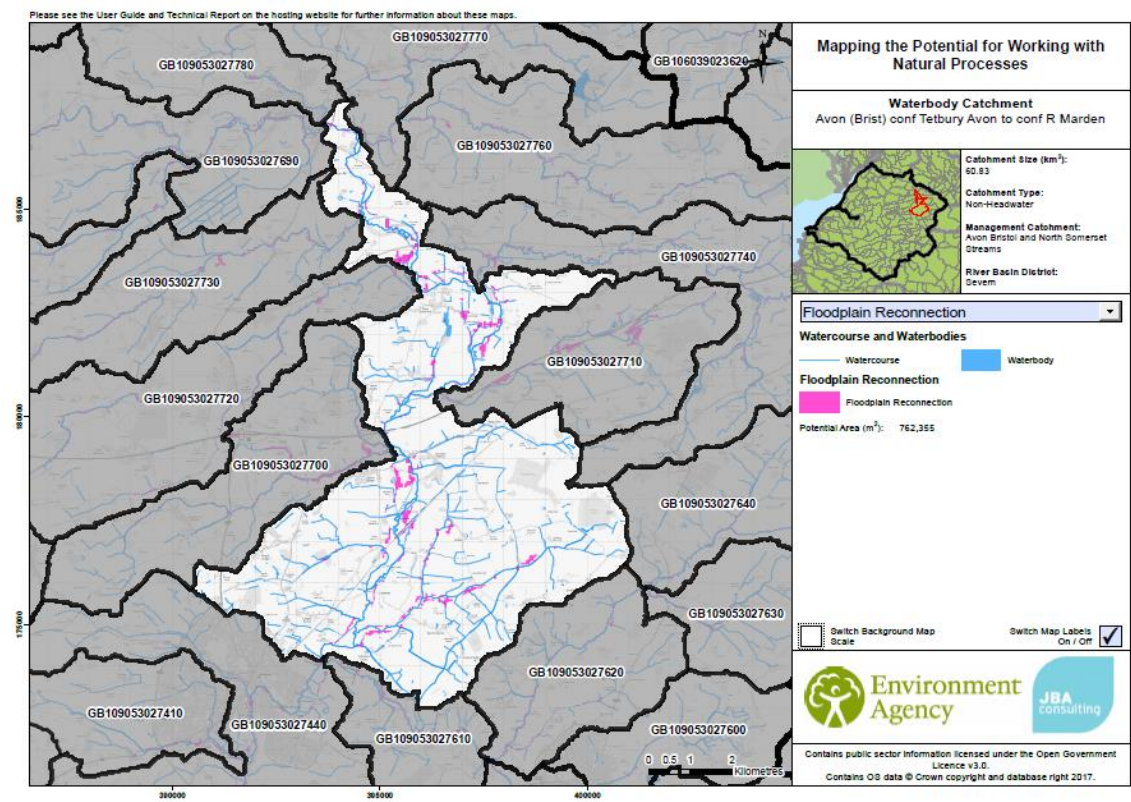 Please see the User Guide and Technical Report on the hosting website for further information about these maps.
GB109053027770
GB109053027780
GB106039023620
N
GB109053027690
GB109053027760
GB109053027740
GB109053027730
GB109053027710
GB109053027720
GB109053027700
GB109053027640
GB109053027630
GB109053027620
GB109053027410
GB109053027440
GB109053027610
GB109053027600
185000
180000
175000
390000
395000
400000
0 0.5 1 2
Kilometres
Mapping the Potential for Working with
Natural Processes
Waterbody Catchment
Avon (Brist) conf Tetbury Avon to conf R Marden
Catchment Size (km²):
60.83
Catchment Type:
Non-Headwater
Management Catchment:
Avon Bristol and North Somerset
Streams
River Basin District:
Severn
Floodplain Reconnection
Watercourse and Waterbodies
Watercourse
Waterbody
Floodplain Reconnection
Floodplain Reconnection
Potential Area (m²): 762,355
Switch Background Map
Scale
Switch Map Labels
On / Off
Environment
Agency
JBA
consulting
Contains public sector information licensed under the Open Government
Licence v3.0.
Contains OS data © Crown copyright and database right 2017.